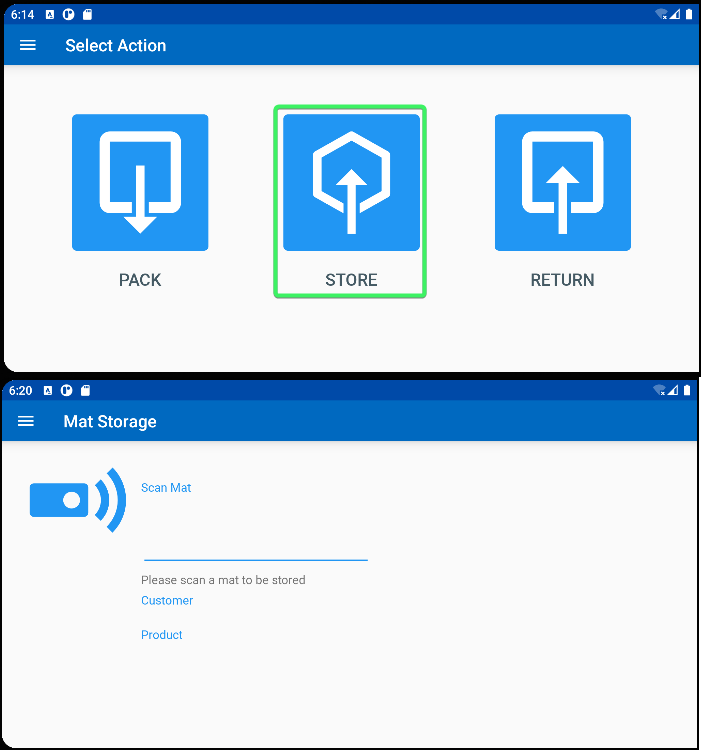 6:14
Select Action
PACK
STORE
RETURN
6:20
Mat Storage
Scan Mat
Please scan a mat to be stored
Customer
Product